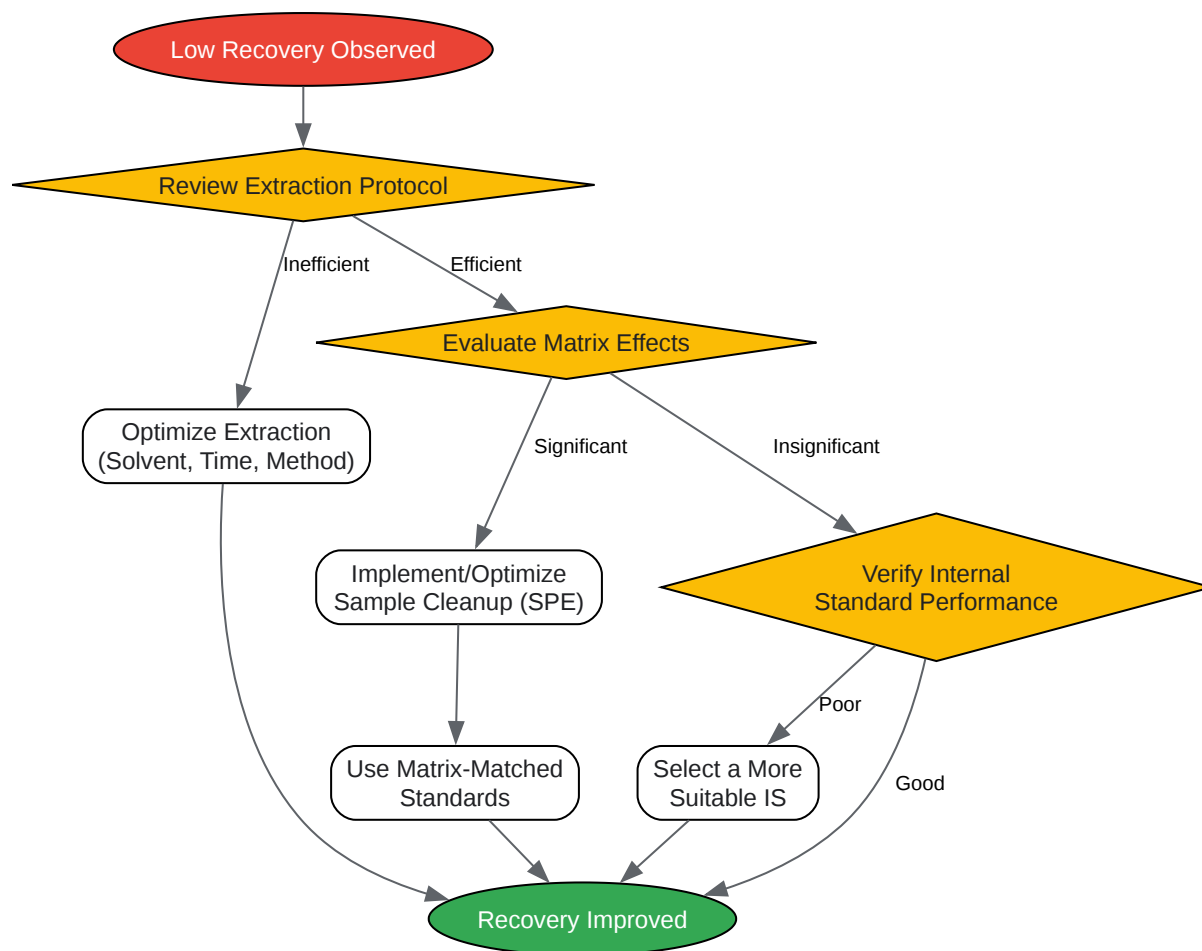 Low Recovery Observed
Review Extraction Protocol
Inefficient
Efficient
Evaluate Matrix Effects
Optimize Extraction
(Solvent, Time, Method)
Significant
Insignificant
Implement/Optimize
Sample Cleanup (SPE)
Verify Internal
Standard Performance
Poor
Use Matrix-Matched
Standards
Select a More
Suitable IS
Good
Recovery Improved